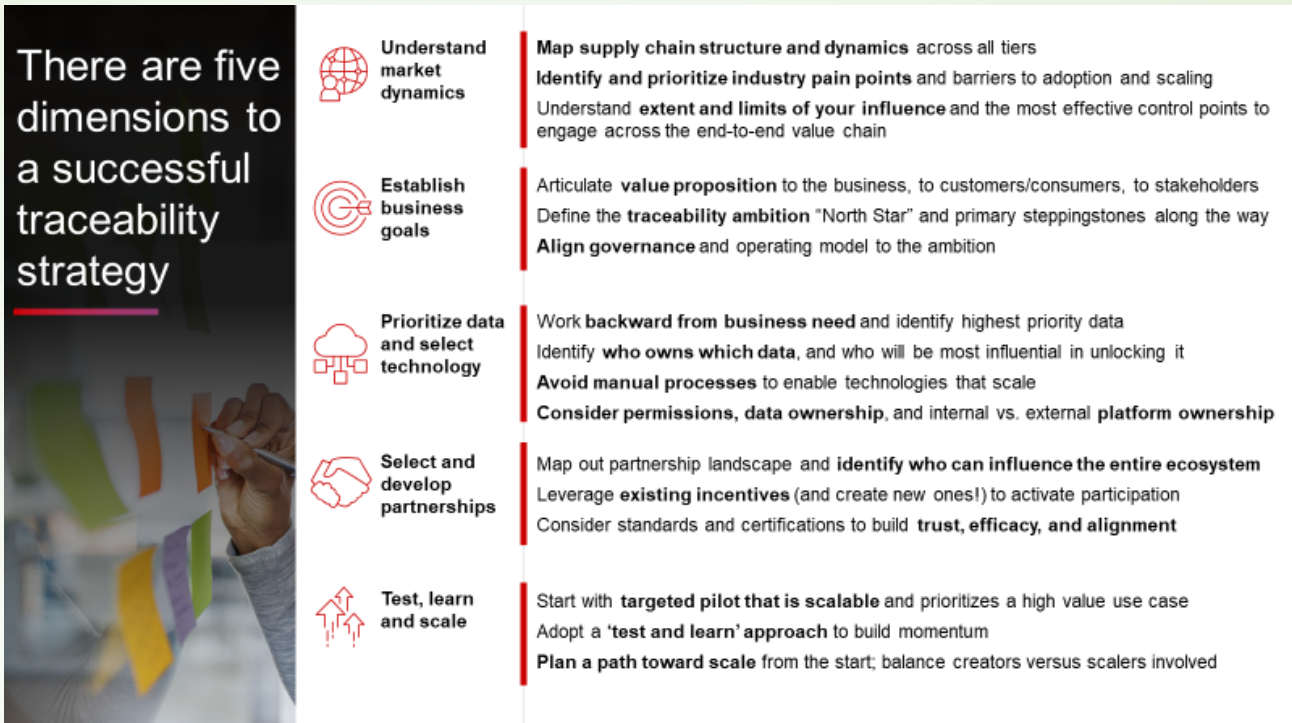 There are five
dimensions to
a successful
traceability
strategy
Understand
market
dynamics
Map supply chain structure and dynamics across all tiers
Identify and prioritize industry pain points and barriers to adoption and scaling
Understand extent and limits of your influence and the most effective control points to
engage across the end-to-end value chain
Establish
business
goals
Articulate value proposition to the business, to customers/consumers, to stakeholders
Define the traceability ambition “North Star” and primary steppingstones along the way
Align governance and operating model to the ambition
Prioritize data
and select
technology
Work backward from business need and identify highest priority data
Identify who owns which data, and who will be most influential in unlocking it
Avoid manual processes to enable technologies that scale
Consider permissions, data ownership, and internal vs. external platform ownership
Select and
develop
partnerships
Map out partnership landscape and identify who can influence the entire ecosystem
Leverage existing incentives (and create new ones!) to activate participation
Consider standards and certifications to build trust, efficacy, and alignment
Test, learn
and scale
Start with targeted pilot that is scalable and prioritizes a high value use case
Adopt a ‘test and learn’ approach to build momentum
Plan a path toward scale from the start; balance creators versus scalers involved